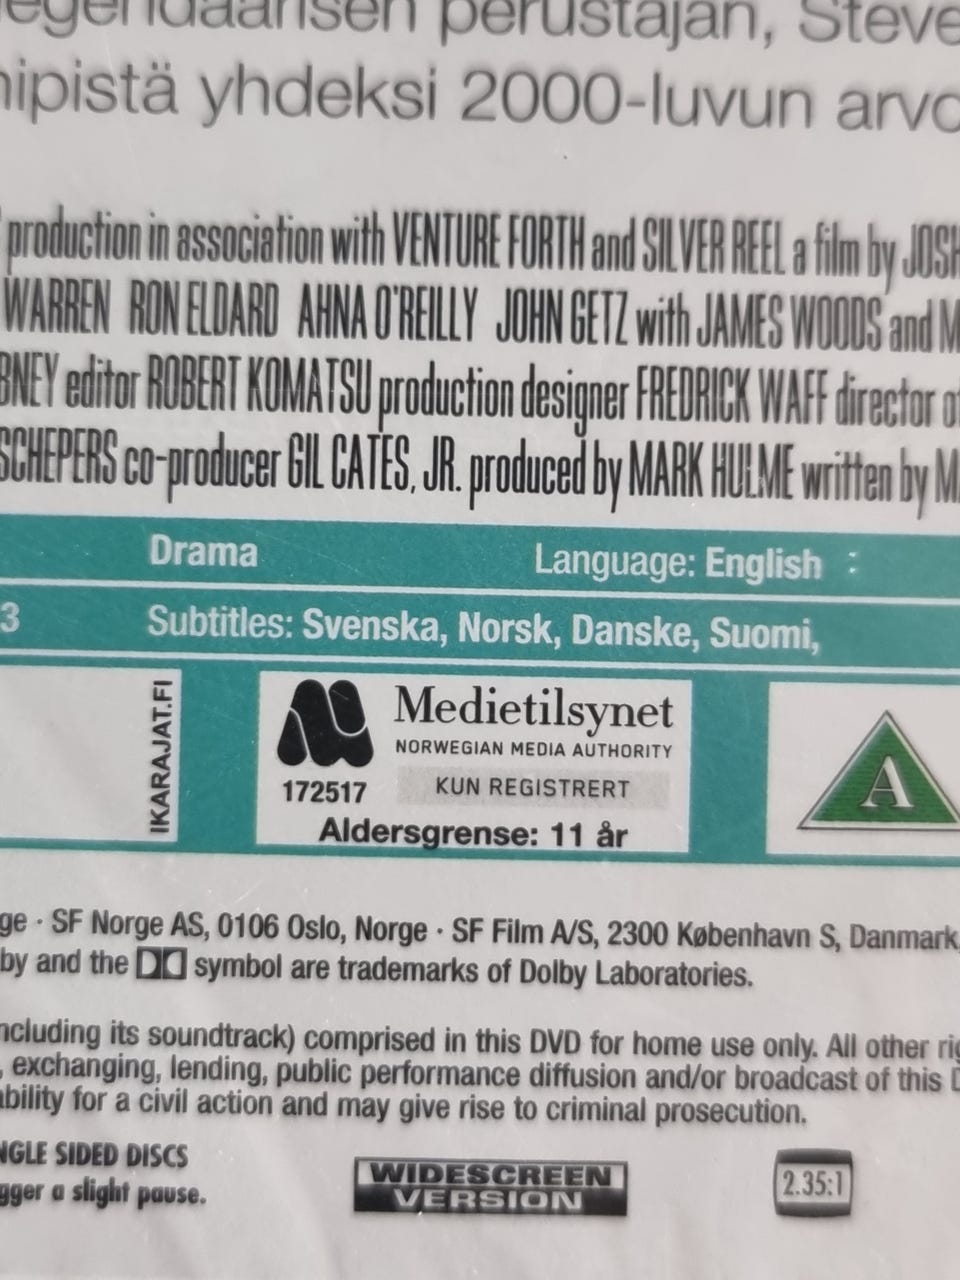 legendaarisen perustajan, Steve
hipistä yhdeksi 2000-luvun arvo
production in association with VENTURE FORTH and SILVER REEL a film by JOSH
WARREN RON ELDARD AHNA O'REILLY JOHN GETZ with JAMES WOODS and M
RNEY editor ROBERT KOMATSU production designer FREDRICK WAFF director of
SCHEPERS co-producer GIL CATES, JR. produced by MARK HULME written by MA
Drama Language: English :
3 Subtitles: Svenska, Norsk, Danske, Suomi,
IKARAJAT.FI
Medietilsynet
NORWEGIAN MEDIA AUTHORITY
172517 KUN REGISTRERT
Aldersgrense: 11 år
A
ge · SF Norge AS, 0106 Oslo, Norge · SF Film A/S, 2300 København S, Danmark,
by and the symbol are trademarks of Dolby Laboratories.
ncluding its soundtrack) comprised in this DVD for home use only. All other rig
, exchanging, lending, public performance diffusion and/or broadcast of this D
ability for a civil action and may give rise to criminal prosecution.
NGLE SIDED DISCS
gger a slight pause.
WIDESCREEN
VERSION
2.35:1